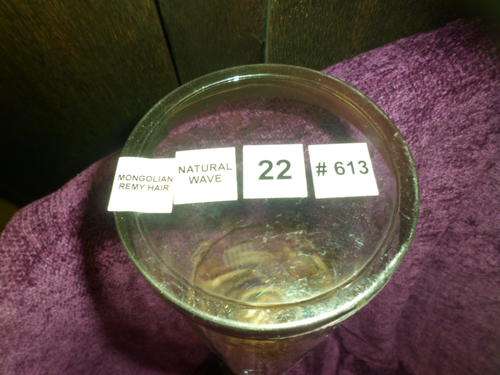 MONGOLIAN
REMY HAIR
NATURAL
WAVE
22
# 613